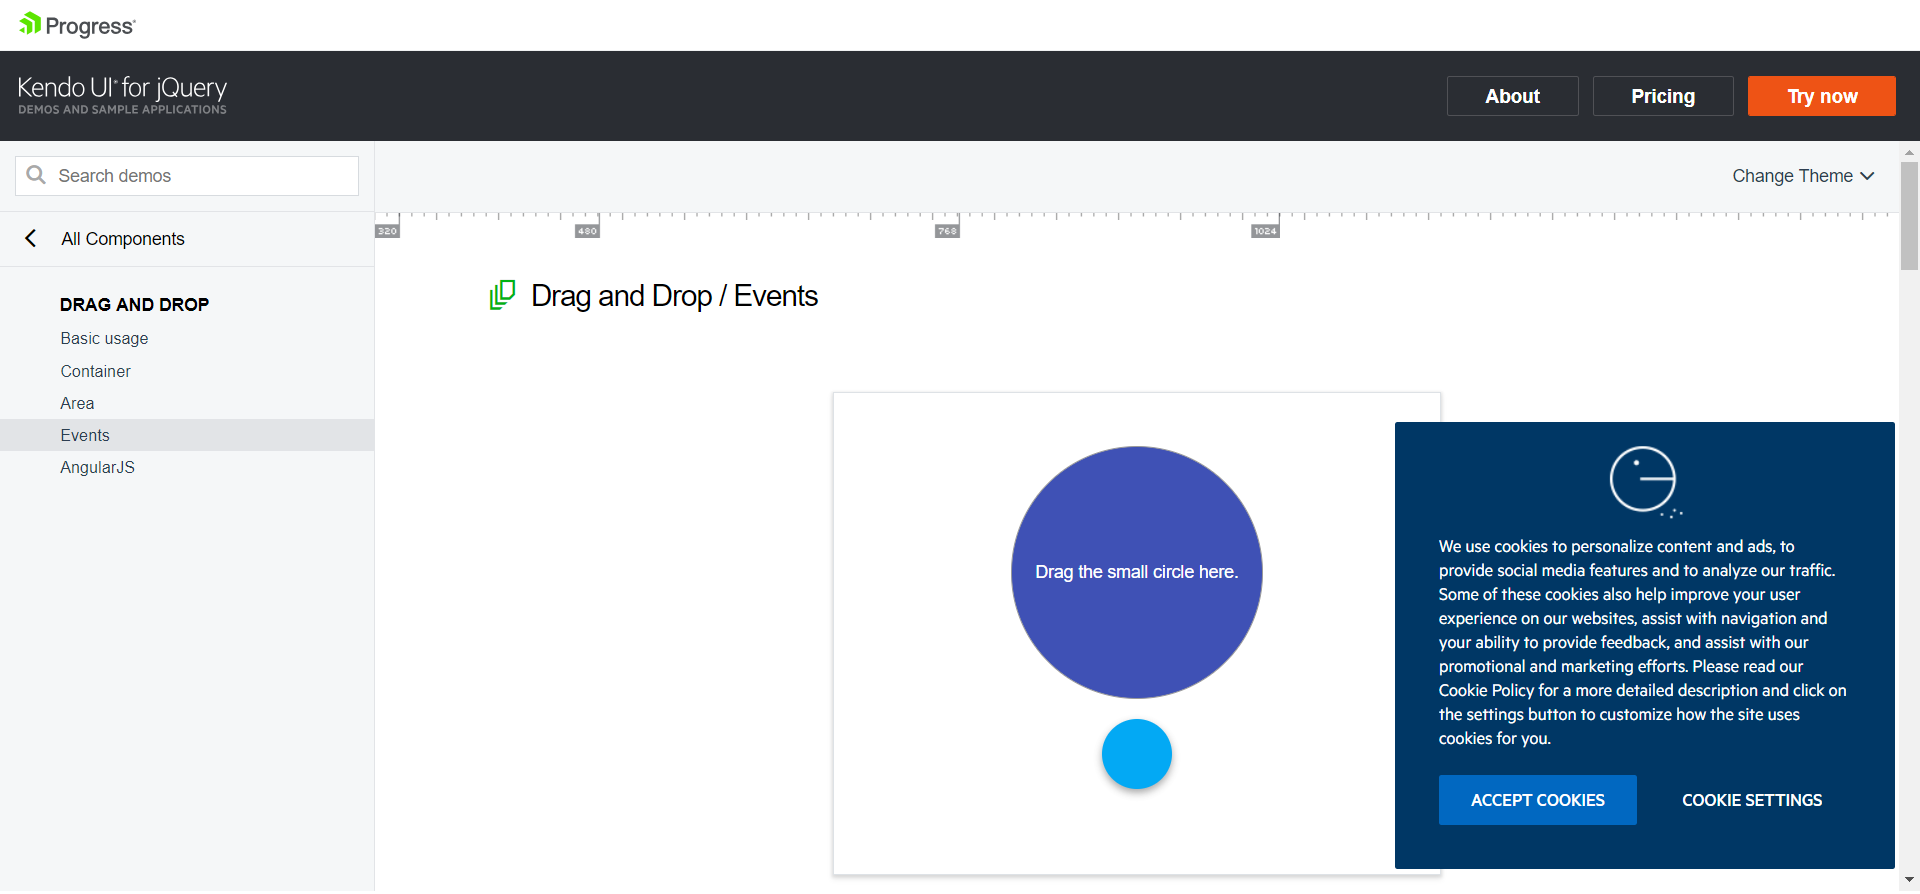 Progress
Kendo UI® for jQuery
DEMOS AND SAMPLE APPLICATIONS
About
Pricing
Try now
Search demos
Change Theme
All Components
320
480
768
1024
DRAG AND DROP
Basic usage
Container
Area
Events
AngularJS
Drag and Drop / Events
Drag the small circle here.
We use cookies to personalize content and ads, to
provide social media features and to analyze our traffic.
Some of these cookies also help improve your user
experience on our websites, assist with navigation and
your ability to provide feedback, and assist with our
promotional and marketing efforts. Please read our
Cookie Policy for a more detailed description and click on
the settings button to customize how the site uses
cookies for you.
ACCEPT COOKIES
COOKIE SETTINGS